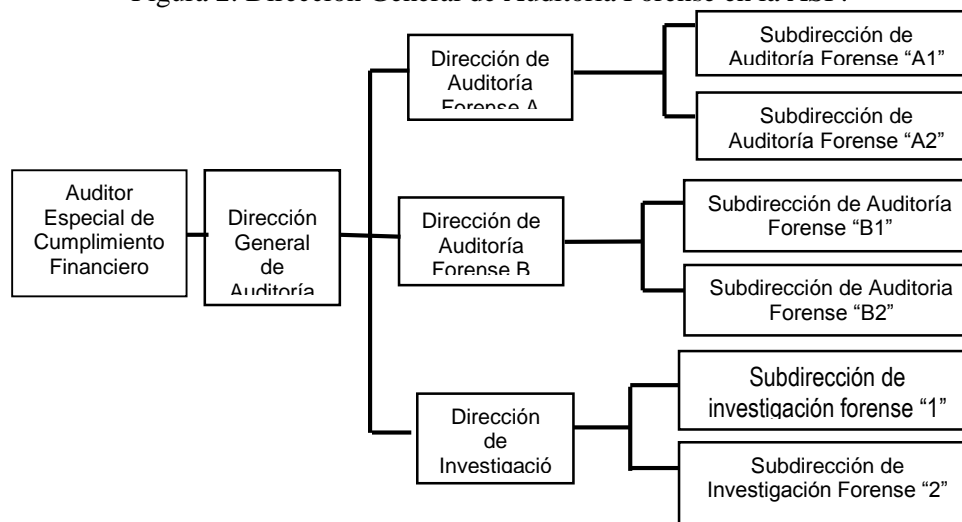 Figura 2. Dirección General de Auditoría Forense en la ASF.
Auditor
Especial de
Cumplimiento
Financiero
Dirección
General
de
Auditoría
Dirección de
Auditoría
Forense A
Subdirección de
Auditoría Forense “A1”
Subdirección de
Auditoría Forense “A2”
Dirección de
Auditoría
Forense B
Subdirección de Auditoría
Forense “B1”
Subdirección de Auditoria
Forense “B2”
Dirección
de
Investigació
Subdirección de
investigación forense “1”
Subdirección de
Investigación Forense “2”